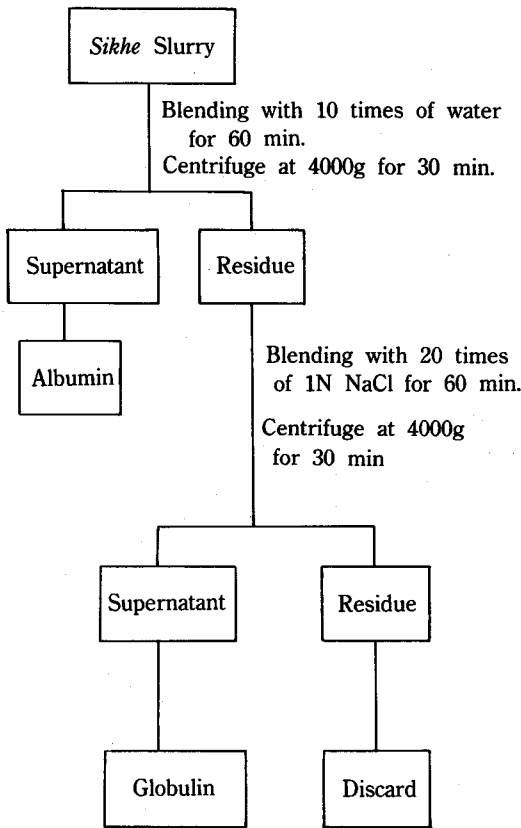 Sikhe Slurry
Blending with 10 times of water
for 60 min.
Centrifuge at 4000g for 30 min.
Supernatant
Residue
Albumin
Blending with 20 times
of 1N NaCl for 60 min.
Centrifuge at 4000g
for 30 min
Supernatant
Residue
Globulin
Discard